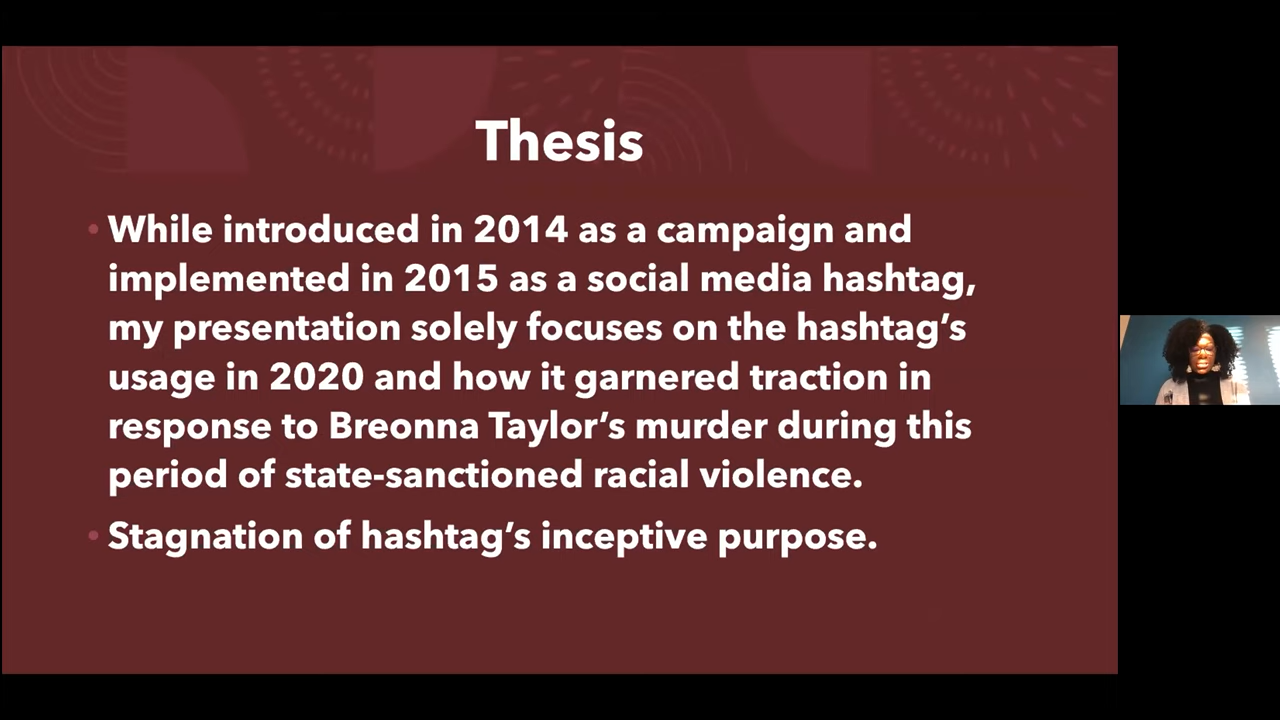 Thesis
• While introduced in 2014 as a campaign and
implemented in 2015 as a social media hashtag,
my presentation solely focuses on the hashtag’s
usage in 2020 and how it garnered traction in
response to Breonna Taylor’s murder during this
period of state-sanctioned racial violence.
• Stagnation of hashtag’s inceptive purpose.